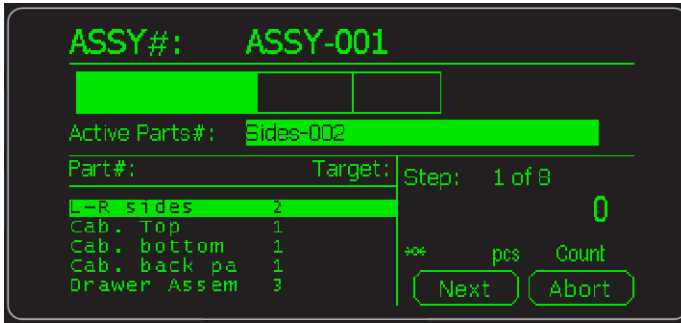 ASSY#: ASSY-001
Active Parts#: Sides-002
Part#: Target:
L-R sides 2
Cab. Top 1
Cab. bottom 1
Cab. back pa 1
Drawer Assem 3
Step: 1 of 8
0
pcs Count
Next Abort